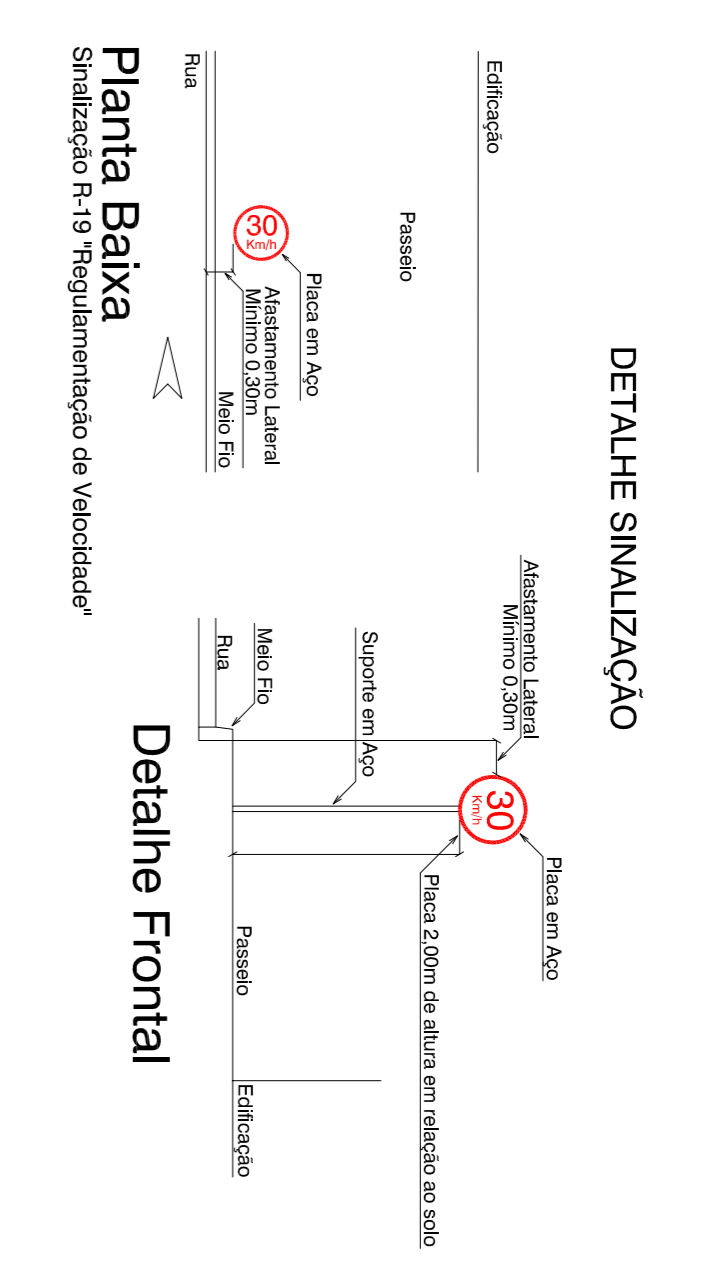 DETALHE SINALIZAÇÃO
Edificação
Passeio
Placa em Aço
30
Km/h
Afastamento Lateral
Mínimo 0,30m
Meio Fio
Rua
Planta Baixa
Sinalização R-19 "Regulamentação de Velocidade"
Afastamento Lateral
Mínimo 0,30m
Placa em Aço
30
Km/h
Placa 2,00m de altura em relação ao solo
Suporte em Aço
Meio Fio
Rua
Passeio
Edificação
Detalhe Frontal